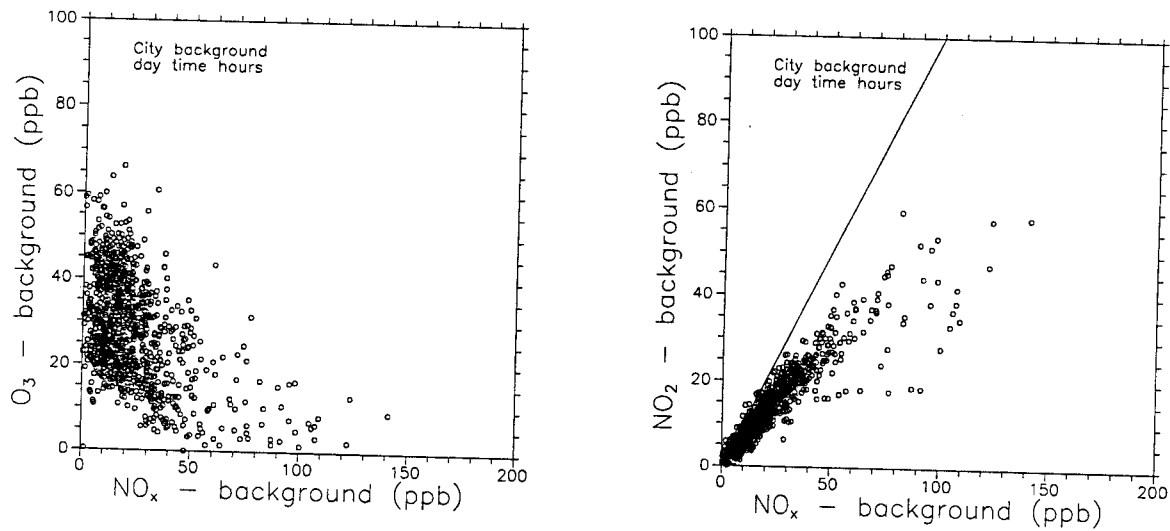 100
80
60
40
20
0
O₃ – background (ppb)
City background
day time hours
0 50 100 150 200
NOₓ – background (ppb)
100
80
60
40
20
0
NO₂ – background (ppb)
City background
day time hours
0 50 100 150 200
NOₓ – background (ppb)